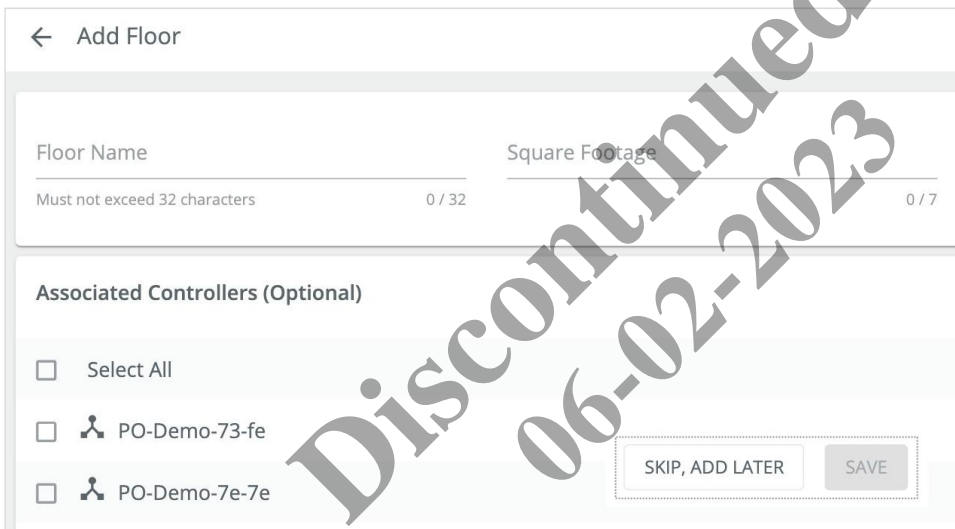 Add Floor
Floor Name
Square Footage
Must not exceed 32 characters
0 / 32
0 / 7
Associated Controllers (Optional)
Select All
PO-Demo-73-fe
PO-Demo-7e-7e
SKIP, ADD LATER
SAVE
Discontinued
06-02-2023